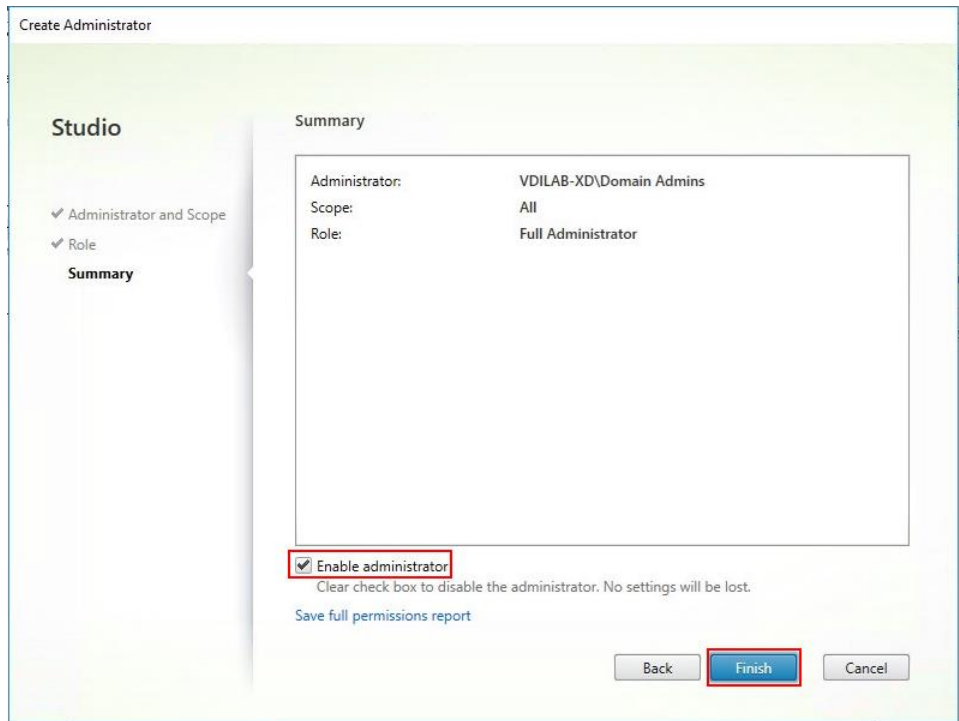 Create Administrator
Studio
Administrator and Scope
Role
Summary
Summary
Administrator: VDILAB-XD\Domain Admins
Scope: All
Role: Full Administrator
Enable administrator
Clear check box to disable the administrator. No settings will be lost.
Save full permissions report
Back Finish Cancel